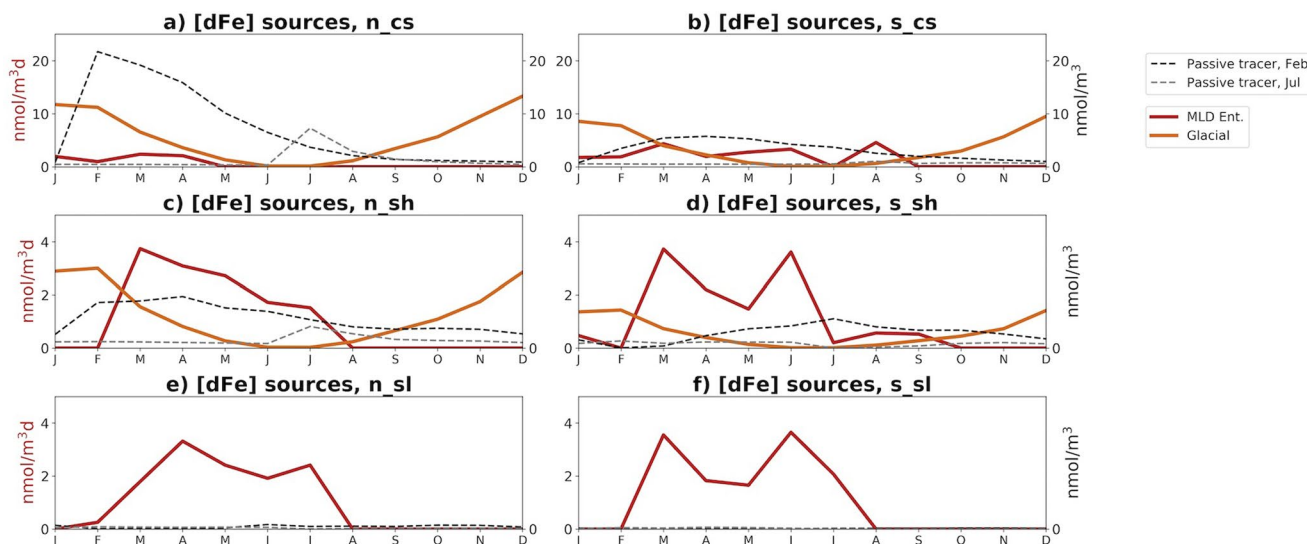 a) [dFe] sources, n_cs
nmol/m³d
20
10
0
20
10
0
J F M A M J J A S O N D
b) [dFe] sources, s_cs
20
10
0
20
10
0
nmol/m³
J F M A M J J A S O N D
Passive tracer, Feb
Passive tracer, Jul
MLD Ent.
Glacial
c) [dFe] sources, n_sh
nmol/m³d
4
2
0
0
J F M A M J J A S O N D
d) [dFe] sources, s_sh
4
2
0
0
nmol/m³
J F M A M J J A S O N D
e) [dFe] sources, n_sl
nmol/m³d
4
2
0
0
J F M A M J J A S O N D
f) [dFe] sources, s_sl
4
2
0
0
nmol/m³
J F M A M J J A S O N D